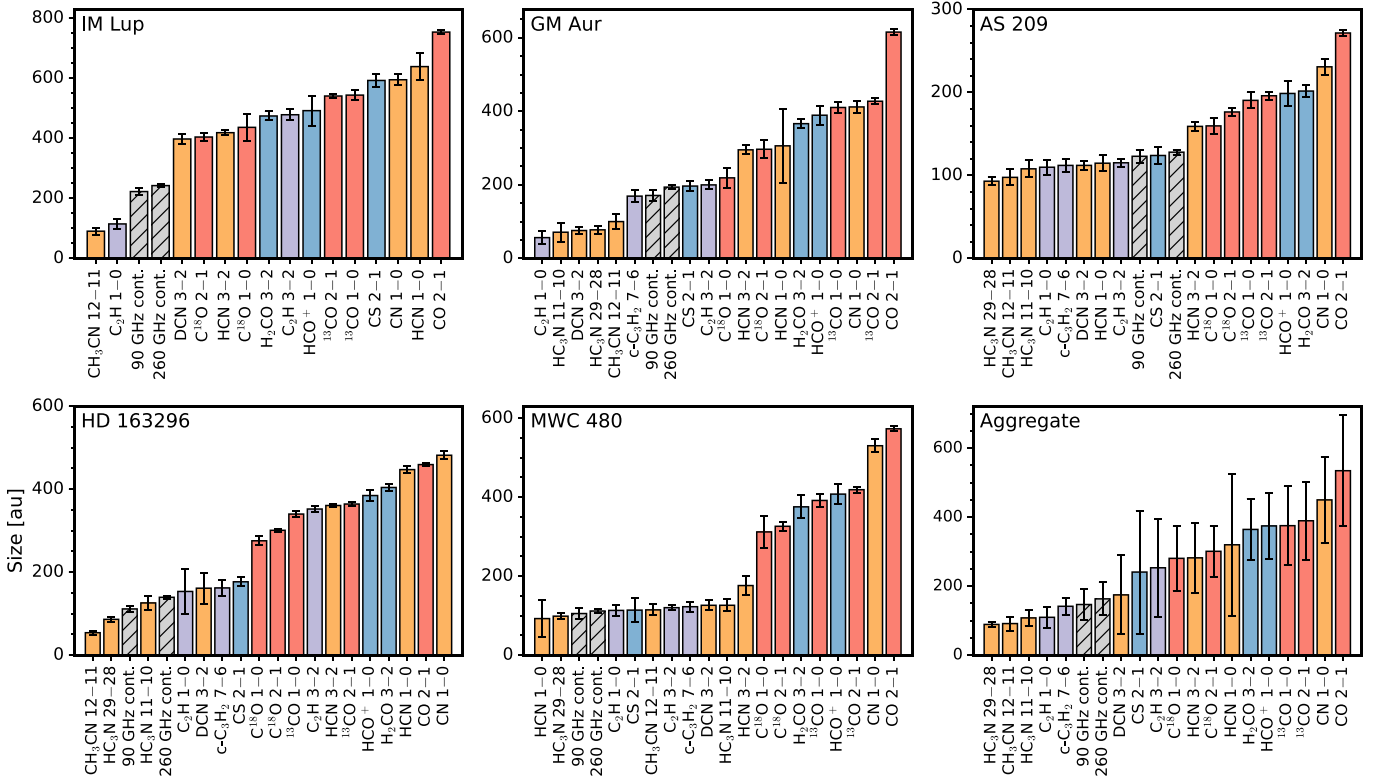 IM Lup
800
600
400
200
0
CH₃CN 12−11
C₂H 1−0
90 GHz cont.
260 GHz cont.
DCN 3−2
C¹⁸O 2−1
HCN 3−2
C¹⁸O 1−0
H₂CO 3−2
C₂H 3−2
HCO⁺ 1−0
¹³CO 2−1
¹³CO 1−0
CS 2−1
CN 1−0
HCN 1−0
CO 2−1
GM Aur
600
400
200
0
C₂H 1−0
HC₃N 11−10
DCN 3−2
HC₃N 29−28
CH₃CN 12−11
c-C₃H₂ 7−6
90 GHz cont.
260 GHz cont.
CS 2−1
C₂H 3−2
C¹⁸O 1−0
HCN 3−2
C¹⁸O 2−1
HCN 1−0
H₂CO 3−2
HCO⁺ 1−0
¹³CO 1−0
CN 1−0
¹³CO 2−1
CO 2−1
AS 209
300
200
100
0
HC₃N 29−28
CH₃CN 12−11
HC₃N 11−10
C₂H 1−0
c-C₃H₂ 7−6
DCN 3−2
HCN 1−0
C₂H 3−2
90 GHz cont.
CS 2−1
260 GHz cont.
HCN 3−2
C¹⁸O 1−0
C¹⁸O 2−1
¹³CO 1−0
¹³CO 2−1
HCO⁺ 1−0
H₂CO 3−2
CN 1−0
CO 2−1
HD 163296
Size [au]
600
400
200
0
CH₃CN 12−11
HC₃N 29−28
90 GHz cont.
HC₃N 11−10
260 GHz cont.
C₂H 1−0
DCN 3−2
c-C₃H₂ 7−6
CS 2−1
C¹⁸O 1−0
C¹⁸O 2−1
¹³CO 1−0
C₂H 3−2
HCN 3−2
¹³CO 2−1
HCO⁺ 1−0
H₂CO 3−2
HCN 1−0
CO 2−1
CN 1−0
MWC 480
600
400
200
0
HCN 1−0
HC₃N 29−28
90 GHz cont.
260 GHz cont.
C₂H 1−0
CS 2−1
CH₃CN 12−11
C₂H 3−2
c-C₃H₂ 7−6
DCN 3−2
HC₃N 11−10
HCN 3−2
C¹⁸O 1−0
C¹⁸O 2−1
H₂CO 3−2
¹³CO 1−0
HCO⁺ 1−0
¹³CO 2−1
CN 1−0
CO 2−1
Aggregate
600
400
200
0
HC₃N 29−28
CH₃CN 12−11
HC₃N 11−10
C₂H 1−0
c-C₃H₂ 7−6
90 GHz cont.
260 GHz cont.
DCN 3−2
CS 2−1
C₂H 3−2
C¹⁸O 1−0
HCN 3−2
C¹⁸O 2−1
HCN 1−0
H₂CO 3−2
HCO⁺ 1−0
¹³CO 1−0
¹³CO 2−1
CN 1−0
CO 2−1